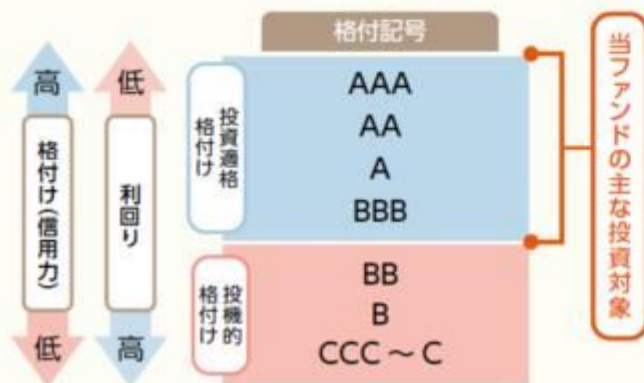 格付記号
高
格付け(信用力)
低
低
利回り
高
投資適格
格付け
AAA
AA
A
BBB
投機的
格付け
BB
B
CCC ~ C
当ファンドの主な投資対象